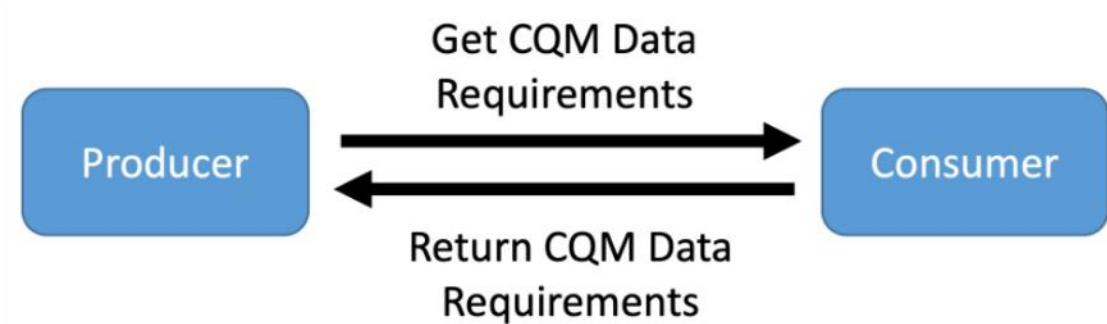 Get CQM Data
Requirements
Producer
Consumer
Return CQM Data
Requirements